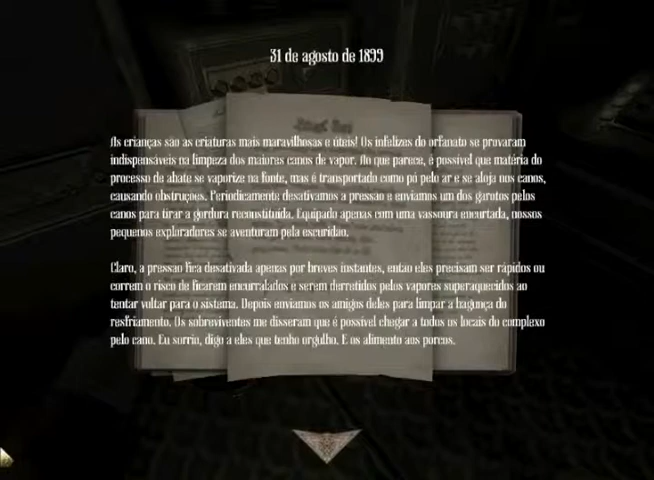 31 de agosto de 1899
As crianças são as criaturas mais maravilhosas e úteis! Os infelizes do orfanato se provaram
indispensáveis na limpeza dos maiores canos de vapor. Ao que parece, é possível que matéria do
processo de abate se vaporize na fonte, mas é transportado como pó pelo ar e se aloja nos canos,
causando obstruções. Periodicamente desativamos a pressão e enviamos um dos garotos pelos
canos para tirar a gordura reconstituída. Equipado apenas com uma vassoura encurtada, nossos
pequenos exploradores se aventuram pela escuridão.
Claro, a pressão fica desativada apenas por breves instantes, então eles precisam ser rápidos ou
correm o risco de ficarem encurralados e serem derretidos pelos vapores superaquecidos ao
tentar voltar para o sistema. Depois enviamos os amigos deles para limpar a bagunça do
resfriamento. Os sobreviventes me disseram que é possível chegar a todos os locais do complexo
pelo cano. Eu sorrio, digo a eles que tenho orgulho. E os alimento aos porcos.